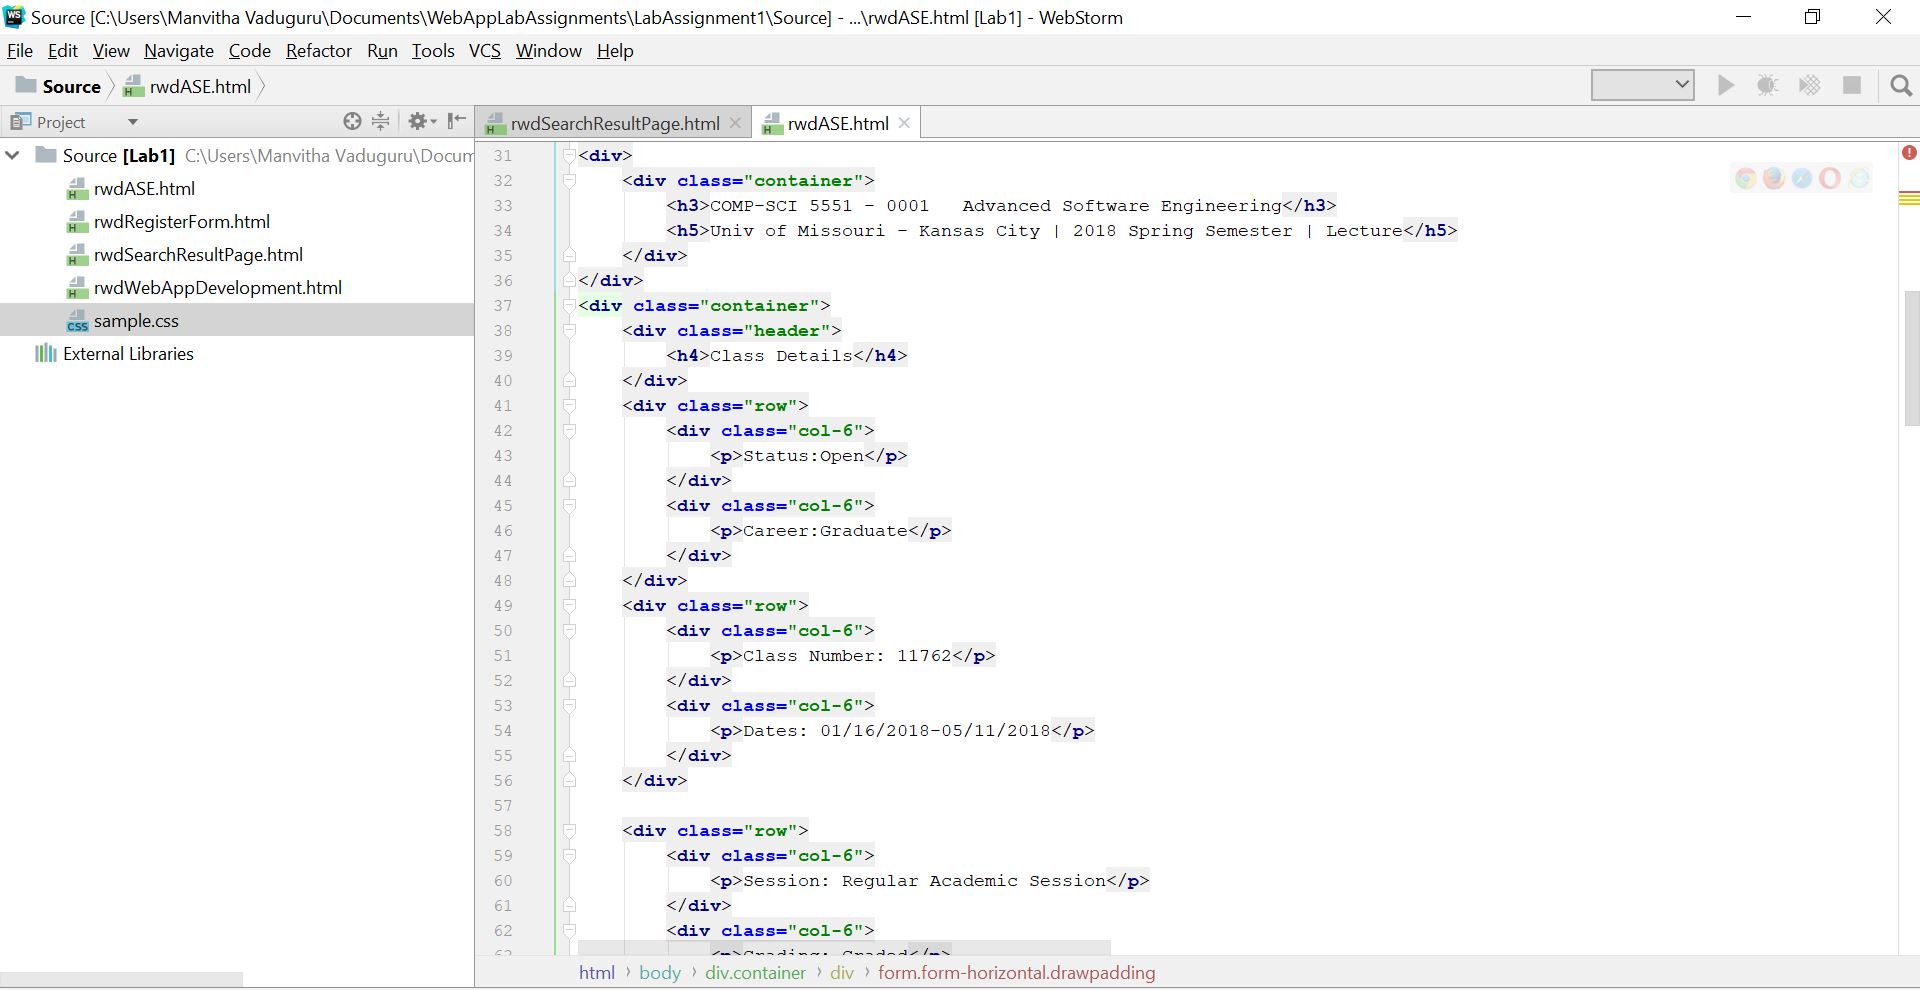 WS Source [C:\Users\Manvitha Vaduguru\Documents\WebAppLabAssignments\LabAssignment1\Source] - ...\rwdASE.html [Lab1] - WebStorm
File Edit View Navigate Code Refactor Run Tools VCS Window Help
Source rwdASE.html
Project
Source [Lab1] C:\Users\Manvitha Vaduguru\Docum
rwdASE.html
rwdRegisterForm.html
rwdSearchResultPage.html
rwdWebAppDevelopment.html
sample.css
External Libraries
rwdSearchResultPage.html rwdASE.html
31 <div>
32 <div class="container">
33 <h3>COMP-SCI 5551 - 0001   Advanced Software Engineering</h3>
34 <h5>Univ of Missouri - Kansas City | 2018 Spring Semester | Lecture</h5>
35 </div>
36 </div>
37 <div class="container">
38 <div class="header">
39 <h4>Class Details</h4>
40 </div>
41 <div class="row">
42 <div class="col-6">
43 <p>Status:Open</p>
44 </div>
45 <div class="col-6">
46 <p>Career:Graduate</p>
47 </div>
48 </div>
49 <div class="row">
50 <div class="col-6">
51 <p>Class Number: 11762</p>
52 </div>
53 <div class="col-6">
54 <p>Dates: 01/16/2018-05/11/2018</p>
55 </div>
56 </div>
57
58 <div class="row">
59 <div class="col-6">
60 <p>Session: Regular Academic Session</p>
61 </div>
62 <div class="col-6">
63 <p>Grading: Graded</p>
html › body › div.container › div › form.form-horizontal.drawpadding